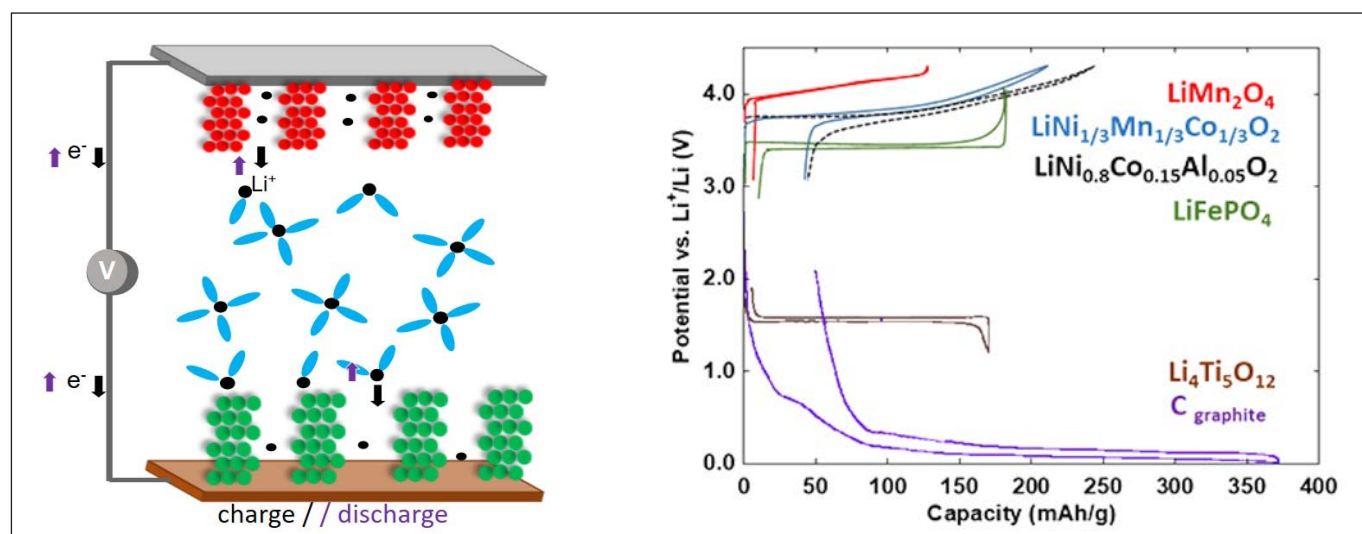 e-
Li+
V
e-
charge / / discharge
Potential vs. Li+/Li (V)
4.0
3.0
2.0
1.0
0.0
LiMn2O4
LiNi1/3Mn1/3Co1/3O2
LiNi0.8Co0.15Al0.05O2
LiFePO4
Li4Ti5O12
C graphite
0 50 100 150 200 250 300 350 400
Capacity (mAh/g)